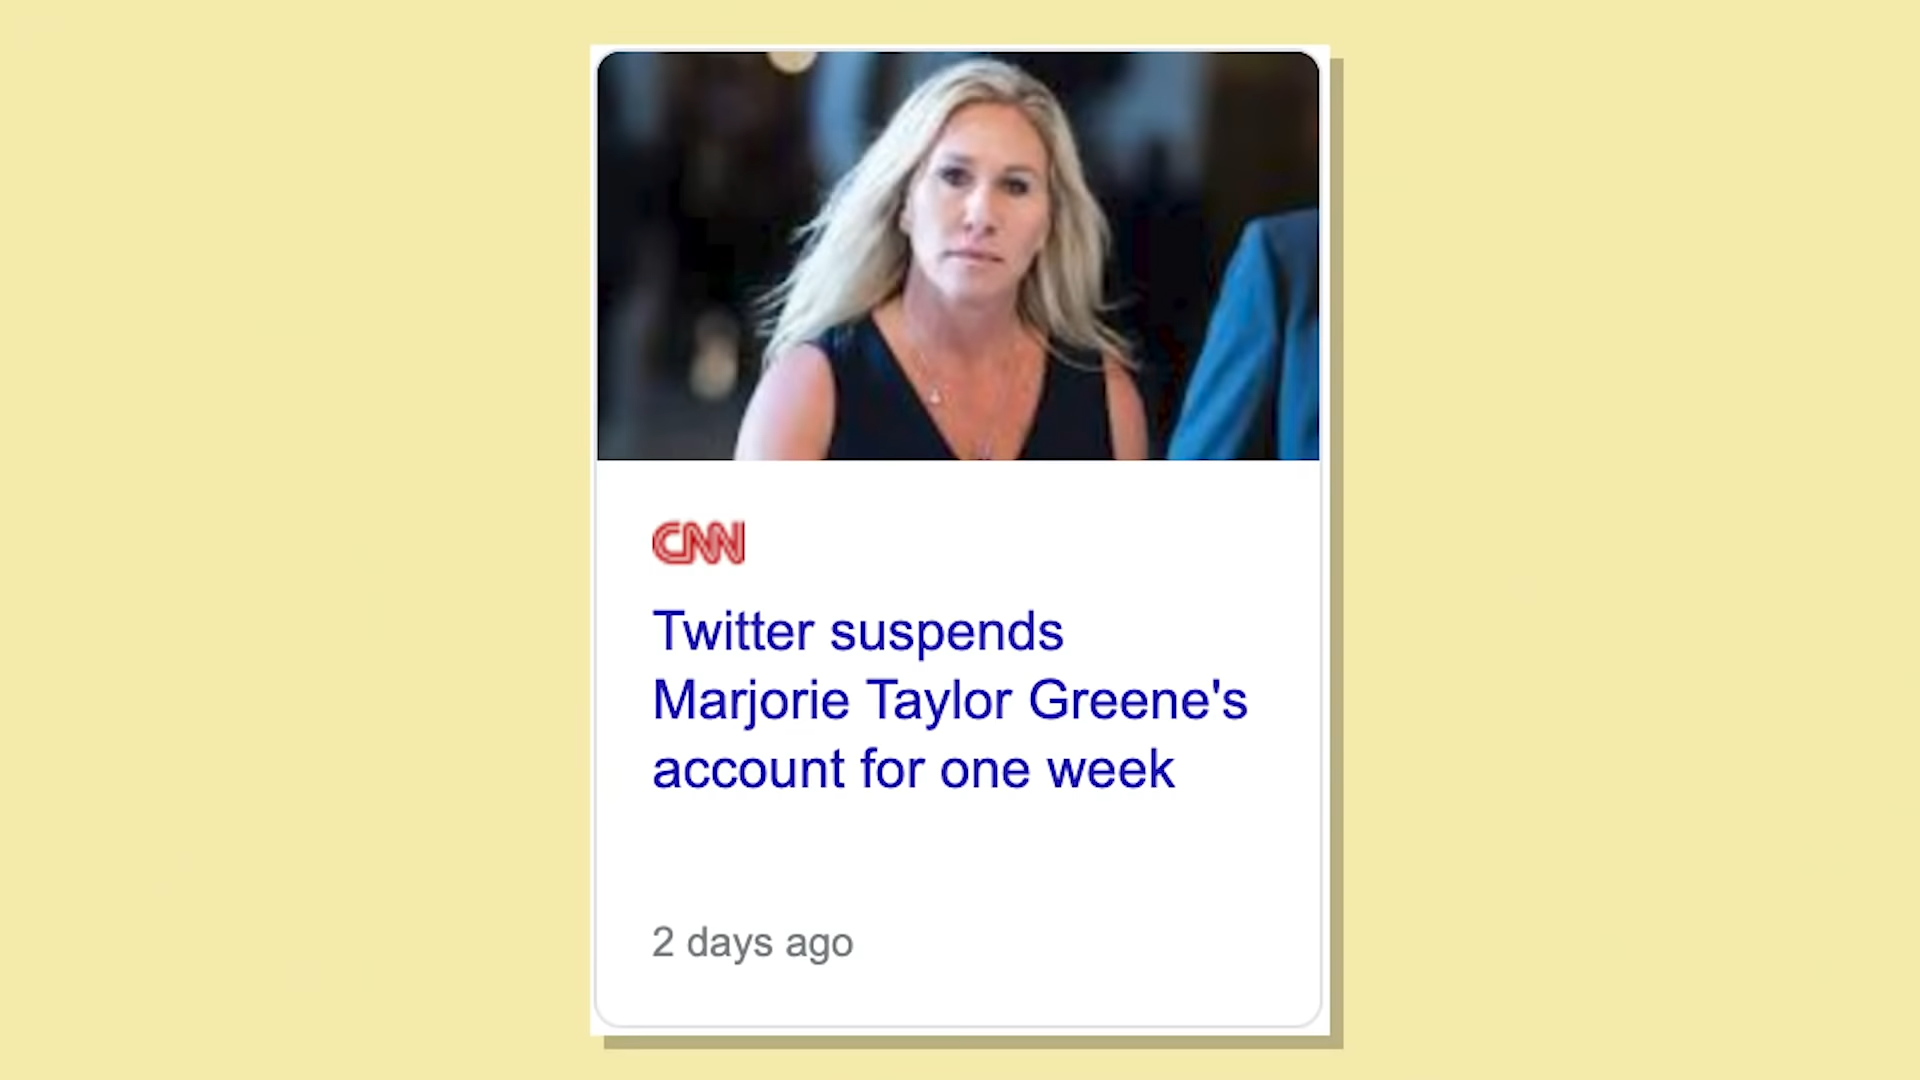 CNN
Twitter suspends
Marjorie Taylor Greene's
account for one week
2 days ago